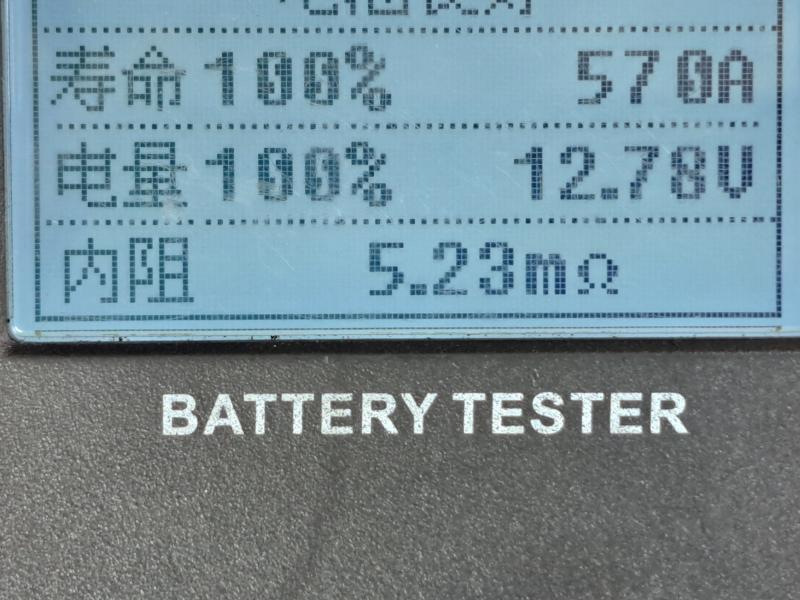 寿命 100% 570A
电量 100% 12.78V
内阻 5.23mΩ
BATTERY TESTER